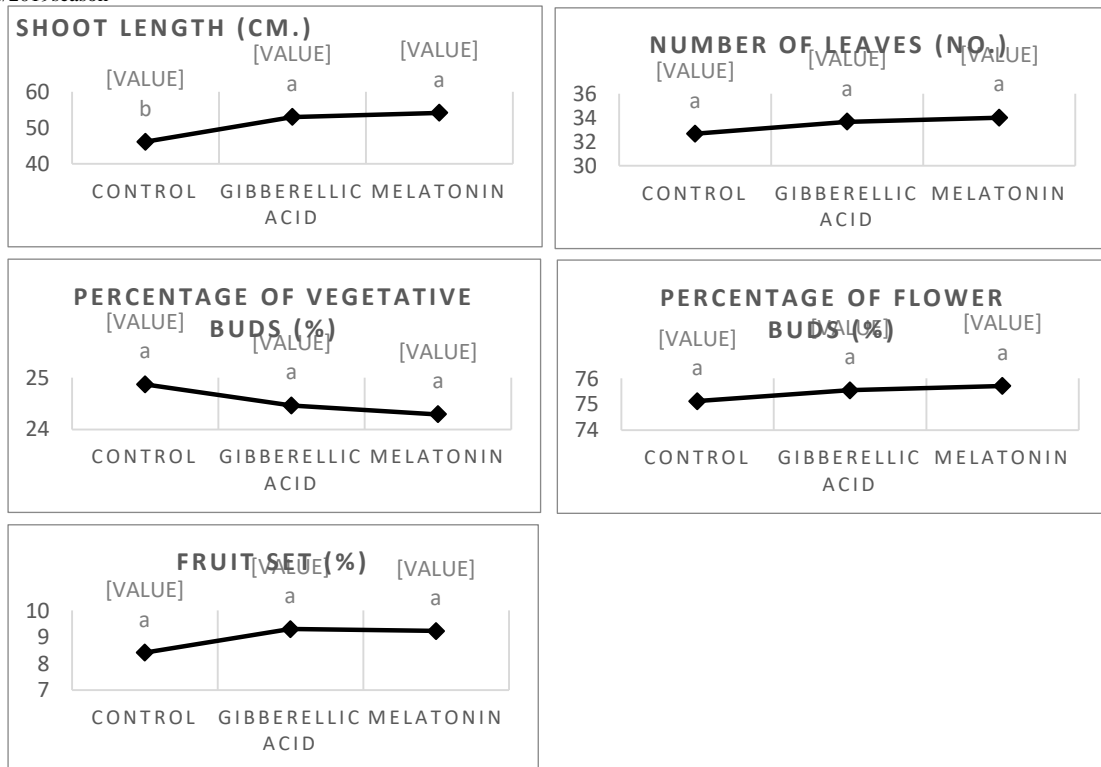 SHOOT LENGTH (CM.)
[VALUE]
b
[VALUE]
a
[VALUE]
a
60
50
40
CONTROL GIBBERELLIC MELATONIN
ACID
NUMBER OF LEAVES (NO.)
[VALUE]
a
[VALUE]
a
[VALUE]
a
36
34
32
30
CONTROL GIBBERELLIC MELATONIN
ACID
PERCENTAGE OF VEGETATIVE
BUDS (%)
[VALUE]
a
[VALUE]
a
[VALUE]
a
25
24
CONTROL GIBBERELLIC MELATONIN
ACID
PERCENTAGE OF FLOWER
BUDS (%)
[VALUE]
a
[VALUE]
a
[VALUE]
a
76
75
74
CONTROL GIBBERELLIC MELATONIN
ACID
FRUIT SET (%)
[VALUE]
a
[VALUE]
a
[VALUE]
a
10
9
8
7
CONTROL GIBBERELLIC MELATONIN
ACID